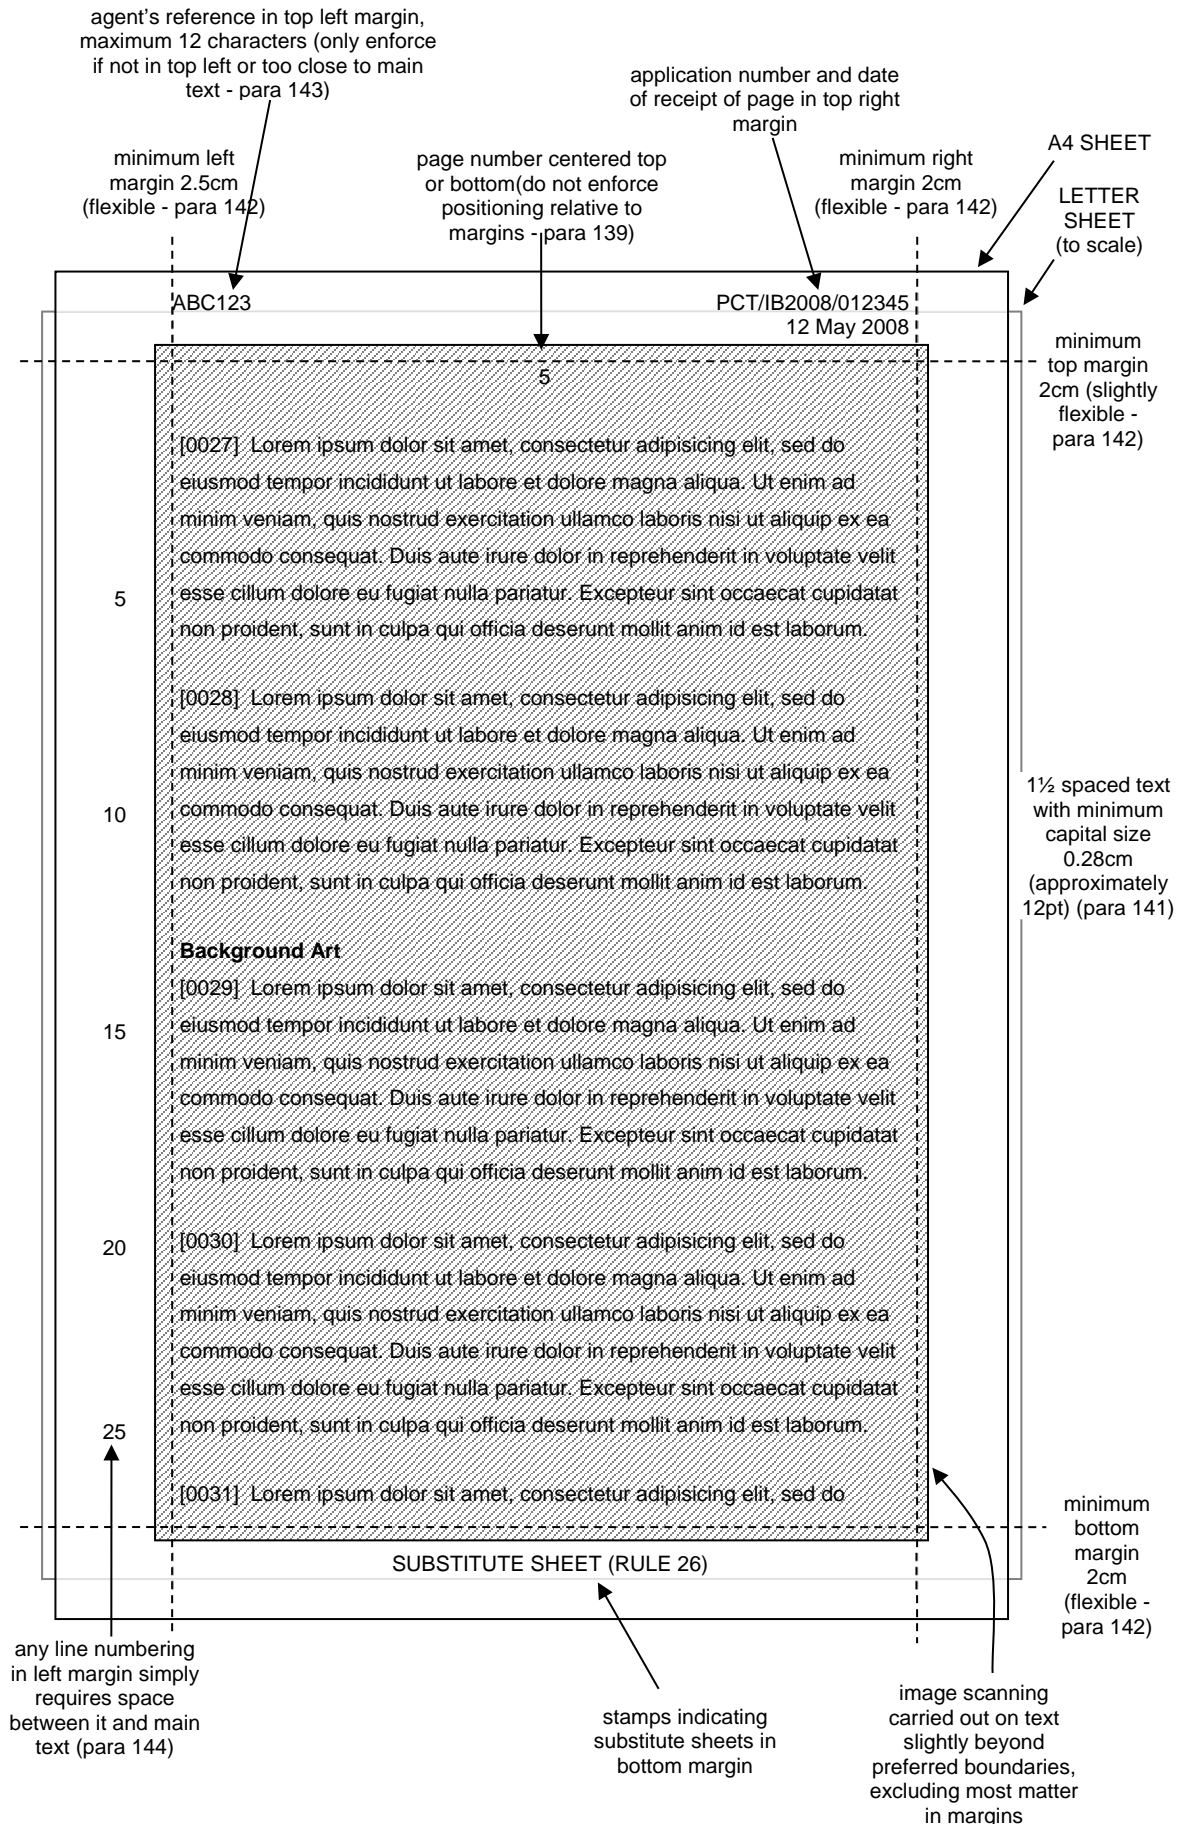 agent's reference in top left margin,
maximum 12 characters (only enforce
if not in top left or too close to main
text - para 143)
application number and date
of receipt of page in top right
margin
minimum left
margin 2.5cm
(flexible - para 142)
page number centered top
or bottom(do not enforce
positioning relative to
margins - para 139)
minimum right
margin 2cm
(flexible - para 142)
A4 SHEET
LETTER
SHEET
(to scale)
ABC123
PCT/IB2008/012345
12 May 2008
minimum
top margin
2cm (slightly
flexible -
para 142)
5
[0027] Lorem ipsum dolor sit amet, consectetur adipisicing elit, sed do
eiusmod tempor incididunt ut labore et dolore magna aliqua. Ut enim ad
minim veniam, quis nostrud exercitation ullamco laboris nisi ut aliquip ex ea
commodo consequat. Duis aute irure dolor in reprehenderit in voluptate velit
5 esse cillum dolore eu fugiat nulla pariatur. Excepteur sint occaecat cupidatat
non proident, sunt in culpa qui officia deserunt mollit anim id est laborum.
[0028] Lorem ipsum dolor sit amet, consectetur adipisicing elit, sed do
eiusmod tempor incididunt ut labore et dolore magna aliqua. Ut enim ad
minim veniam, quis nostrud exercitation ullamco laboris nisi ut aliquip ex ea
10 commodo consequat. Duis aute irure dolor in reprehenderit in voluptate velit
esse cillum dolore eu fugiat nulla pariatur. Excepteur sint occaecat cupidatat
non proident, sunt in culpa qui officia deserunt mollit anim id est laborum.
1½ spaced text
with minimum
capital size
0.28cm
(approximately
12pt) (para 141)
Background Art
[0029] Lorem ipsum dolor sit amet, consectetur adipisicing elit, sed do
15 eiusmod tempor incididunt ut labore et dolore magna aliqua. Ut enim ad
minim veniam, quis nostrud exercitation ullamco laboris nisi ut aliquip ex ea
commodo consequat. Duis aute irure dolor in reprehenderit in voluptate velit
esse cillum dolore eu fugiat nulla pariatur. Excepteur sint occaecat cupidatat
non proident, sunt in culpa qui officia deserunt mollit anim id est laborum.
20 [0030] Lorem ipsum dolor sit amet, consectetur adipisicing elit, sed do
eiusmod tempor incididunt ut labore et dolore magna aliqua. Ut enim ad
minim veniam, quis nostrud exercitation ullamco laboris nisi ut aliquip ex ea
commodo consequat. Duis aute irure dolor in reprehenderit in voluptate velit
esse cillum dolore eu fugiat nulla pariatur. Excepteur sint occaecat cupidatat
25 non proident, sunt in culpa qui officia deserunt mollit anim id est laborum.
[0031] Lorem ipsum dolor sit amet, consectetur adipisicing elit, sed do
minimum
bottom
margin
2cm
(flexible -
para 142)
SUBSTITUTE SHEET (RULE 26)
any line numbering
in left margin simply
requires space
between it and main
text (para 144)
stamps indicating
substitute sheets in
bottom margin
image scanning
carried out on text
slightly beyond
preferred boundaries,
excluding most matter
in margins